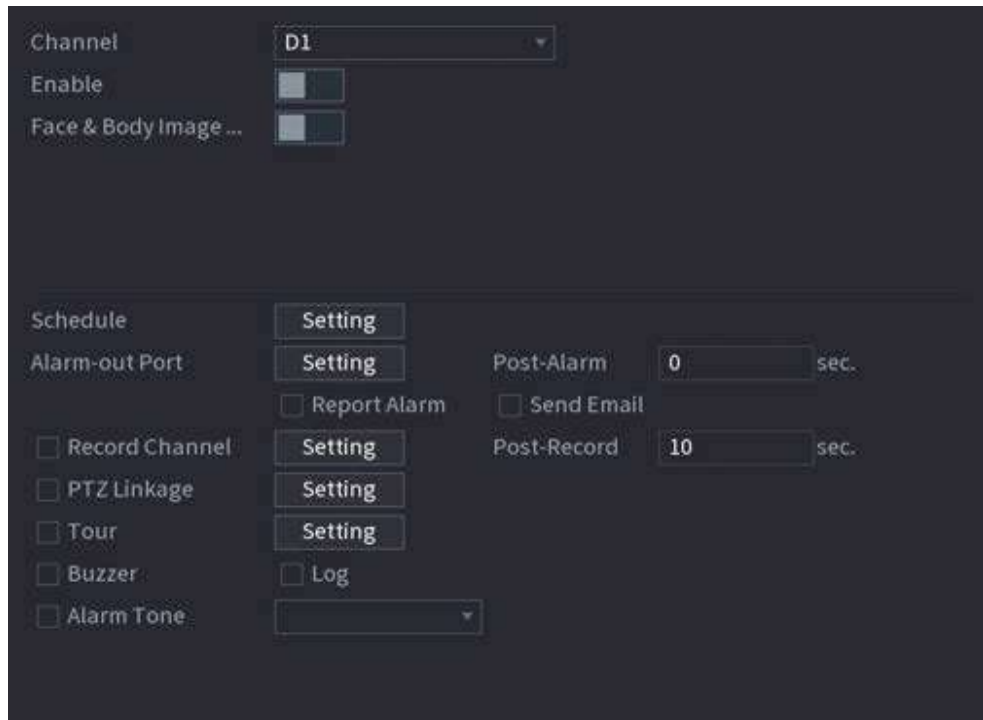 Channel D1
Enable
Face & Body Image ...
Schedule Setting
Alarm-out Port Setting Post-Alarm 0 sec.
Report Alarm Send Email
Record Channel Setting Post-Record 10 sec.
PTZ Linkage Setting
Tour Setting
Buzzer Log
Alarm Tone